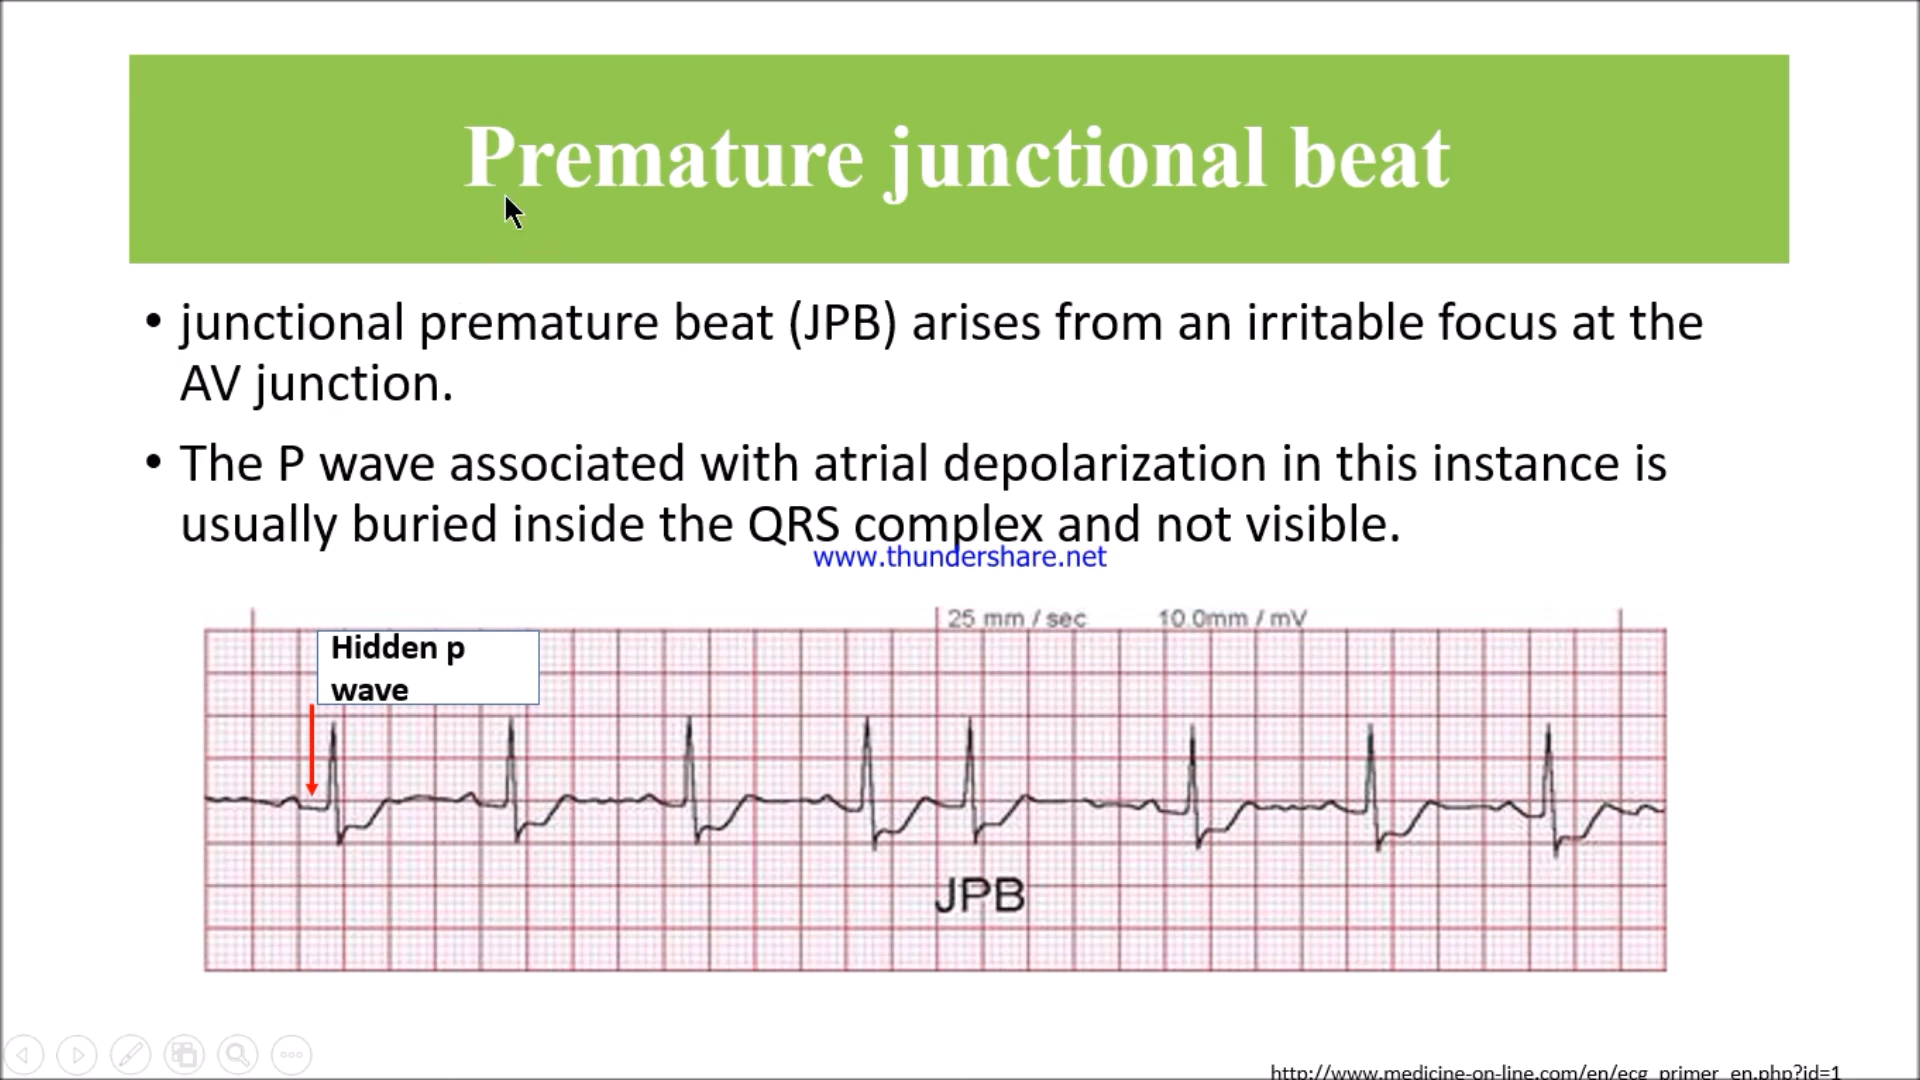 Premature junctional beat
• junctional premature beat (JPB) arises from an irritable focus at the
AV junction.
• The P wave associated with atrial depolarization in this instance is
usually buried inside the QRS complex and not visible.
www.thundershare.net
25 mm / sec 10.0mm / mV
Hidden p
wave
JPB
http://www.medicine-on-line.com/en/ecg_primer_en.php?id=1